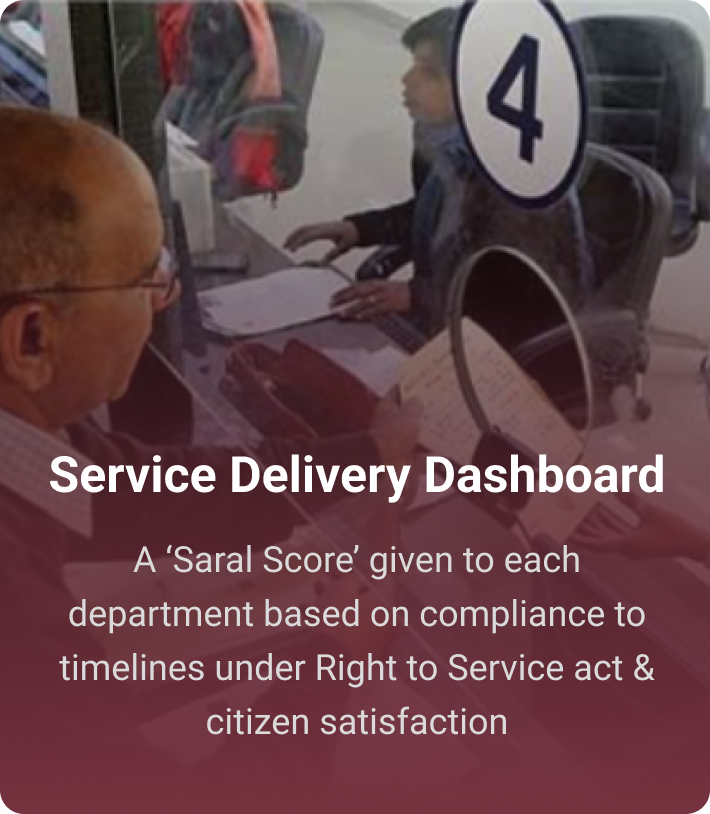 4
Service Delivery Dashboard
A ‘Saral Score’ given to each
department based on compliance to
timelines under Right to Service act &
citizen satisfaction